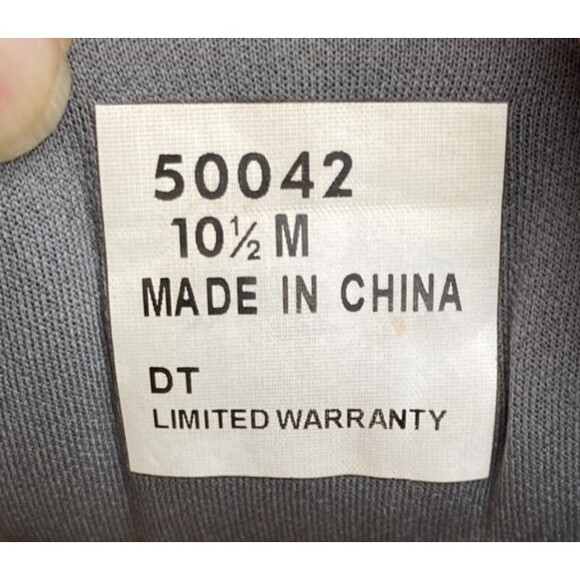 50042
10½ M
MADE IN CHINA
DT
LIMITED WARRANTY